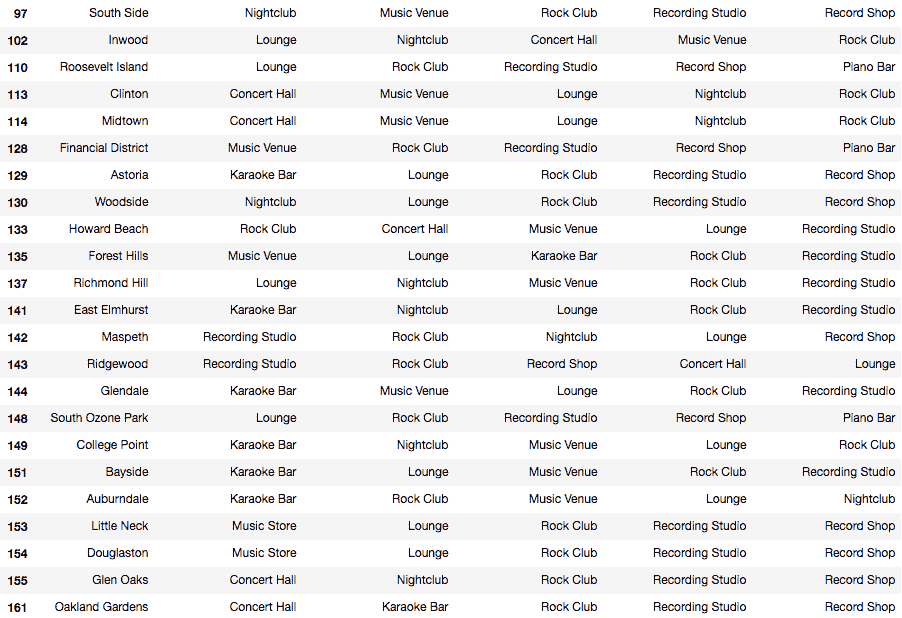 97 South Side Nightclub Music Venue Rock Club Recording Studio Record Shop
102 Inwood Lounge Nightclub Concert Hall Music Venue Rock Club
110 Roosevelt Island Lounge Rock Club Recording Studio Record Shop Piano Bar
113 Clinton Concert Hall Music Venue Lounge Nightclub Rock Club
114 Midtown Concert Hall Music Venue Lounge Nightclub Rock Club
128 Financial District Music Venue Rock Club Recording Studio Record Shop Piano Bar
129 Astoria Karaoke Bar Lounge Rock Club Recording Studio Record Shop
130 Woodside Nightclub Lounge Rock Club Recording Studio Record Shop
133 Howard Beach Rock Club Concert Hall Music Venue Lounge Recording Studio
135 Forest Hills Music Venue Lounge Karaoke Bar Rock Club Recording Studio
137 Richmond Hill Lounge Nightclub Music Venue Rock Club Recording Studio
141 East Elmhurst Karaoke Bar Nightclub Lounge Rock Club Recording Studio
142 Maspeth Recording Studio Rock Club Nightclub Lounge Record Shop
143 Ridgewood Recording Studio Rock Club Record Shop Concert Hall Lounge
144 Glendale Karaoke Bar Music Venue Lounge Rock Club Recording Studio
148 South Ozone Park Lounge Rock Club Recording Studio Record Shop Piano Bar
149 College Point Karaoke Bar Nightclub Music Venue Lounge Rock Club
151 Bayside Karaoke Bar Lounge Music Venue Rock Club Recording Studio
152 Auburndale Karaoke Bar Rock Club Music Venue Lounge Nightclub
153 Little Neck Music Store Lounge Rock Club Recording Studio Record Shop
154 Douglaston Music Store Lounge Rock Club Recording Studio Record Shop
155 Glen Oaks Concert Hall Nightclub Rock Club Recording Studio Record Shop
161 Oakland Gardens Concert Hall Karaoke Bar Rock Club Recording Studio Record Shop